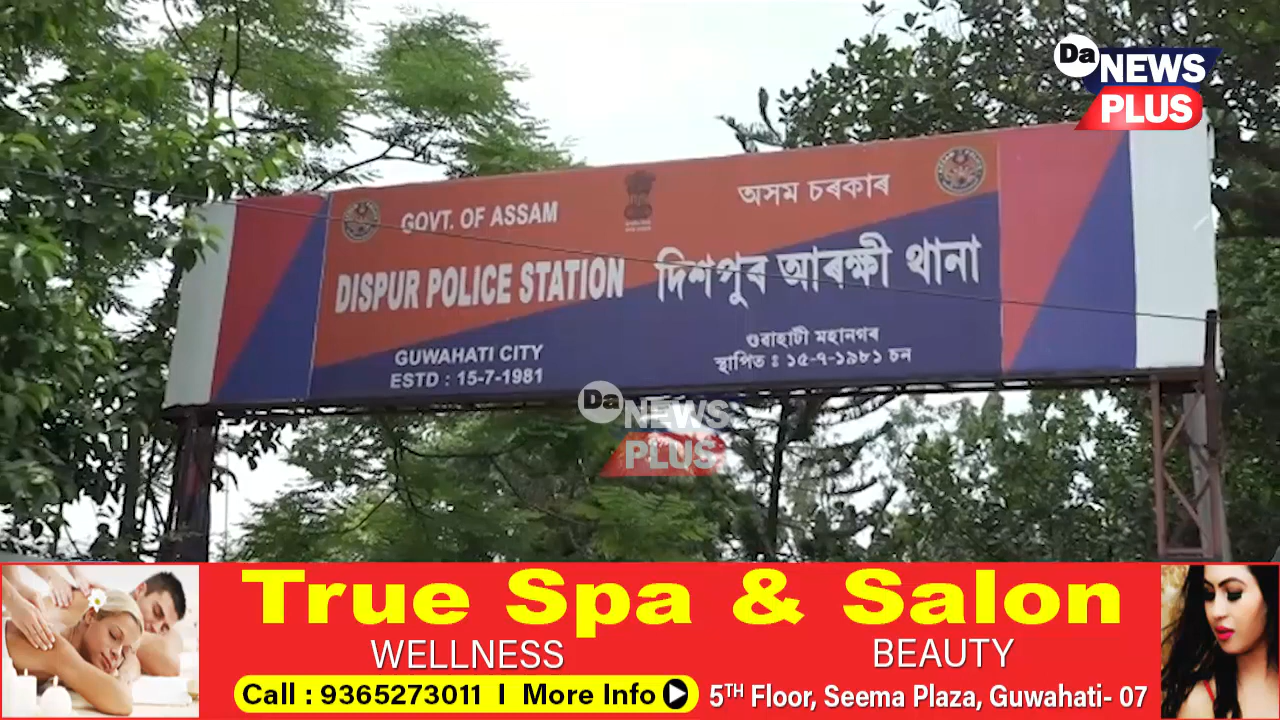 Da NEWS
PLUS
GOVT. OF ASSAM
অসম চৰকাৰ
DISPUR POLICE STATION
দিশপুৰ আৰক্ষী থানা
GUWAHATI CITY
ESTD : 15-7-1981
গুৱাহাটী মহানগৰ
স্থাপিত : ১৫-৭-১৯৮১ চন
Da NEWS
PLUS
True Spa & Salon
WELLNESS
BEAUTY
Call : 9365273011 I More Info
5TH Floor, Seema Plaza, Guwahati- 07